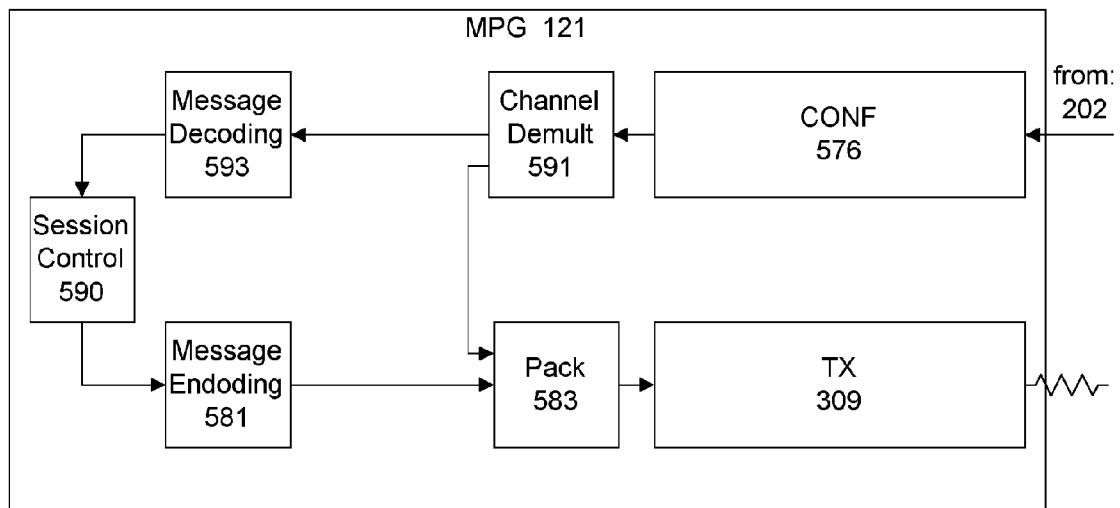 MPG 121
from:
202
Message
Decoding
593
Channel
Demult
591
CONF
576
Session
Control
590
Message
Endoding
581
Pack
583
TX
309